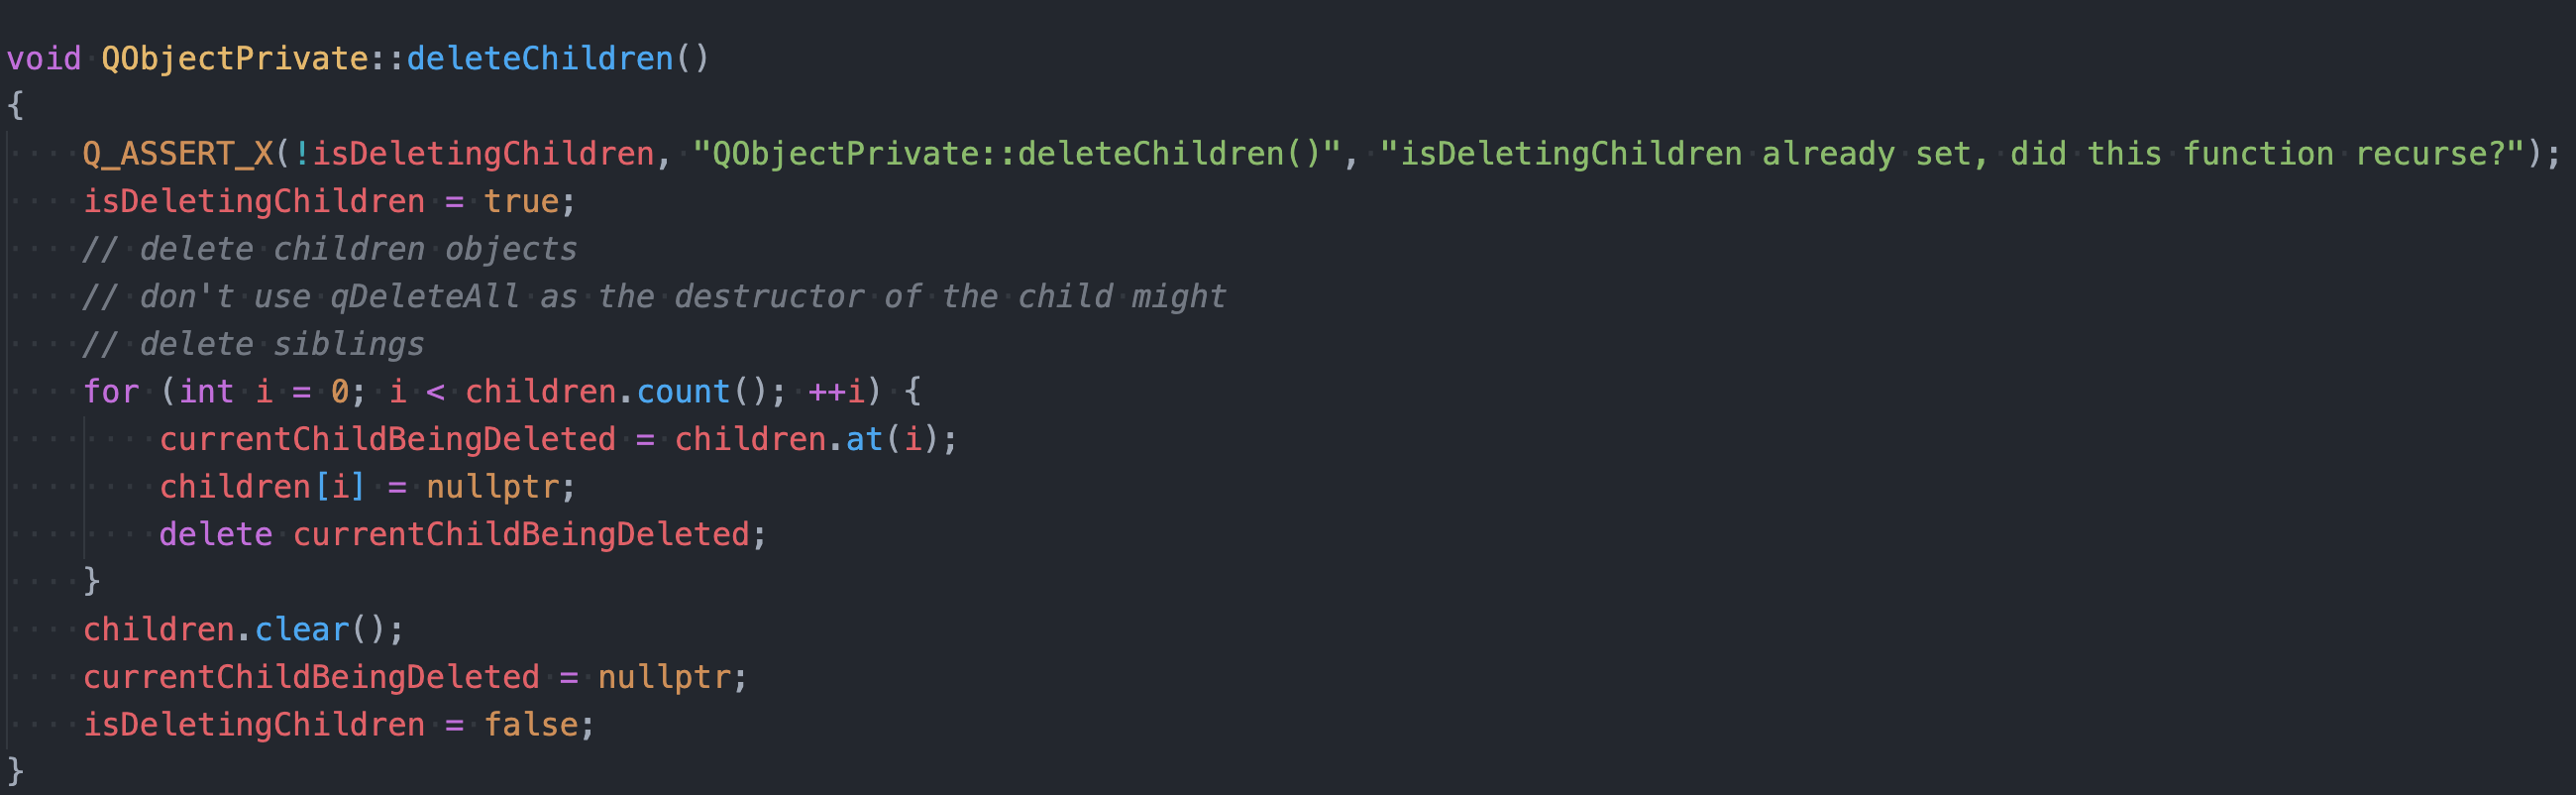 void QObjectPrivate::deleteChildren()
{
    Q_ASSERT_X(!isDeletingChildren, "QObjectPrivate::deleteChildren()", "isDeletingChildren already set, did this function recurse?");
    isDeletingChildren = true;
    // delete children objects
    // don't use qDeleteAll as the destructor of the child might
    // delete siblings
    for (int i = 0; i < children.count(); ++i) {
        currentChildBeingDeleted = children.at(i);
        children[i] = nullptr;
        delete currentChildBeingDeleted;
    }
    children.clear();
    currentChildBeingDeleted = nullptr;
    isDeletingChildren = false;
}